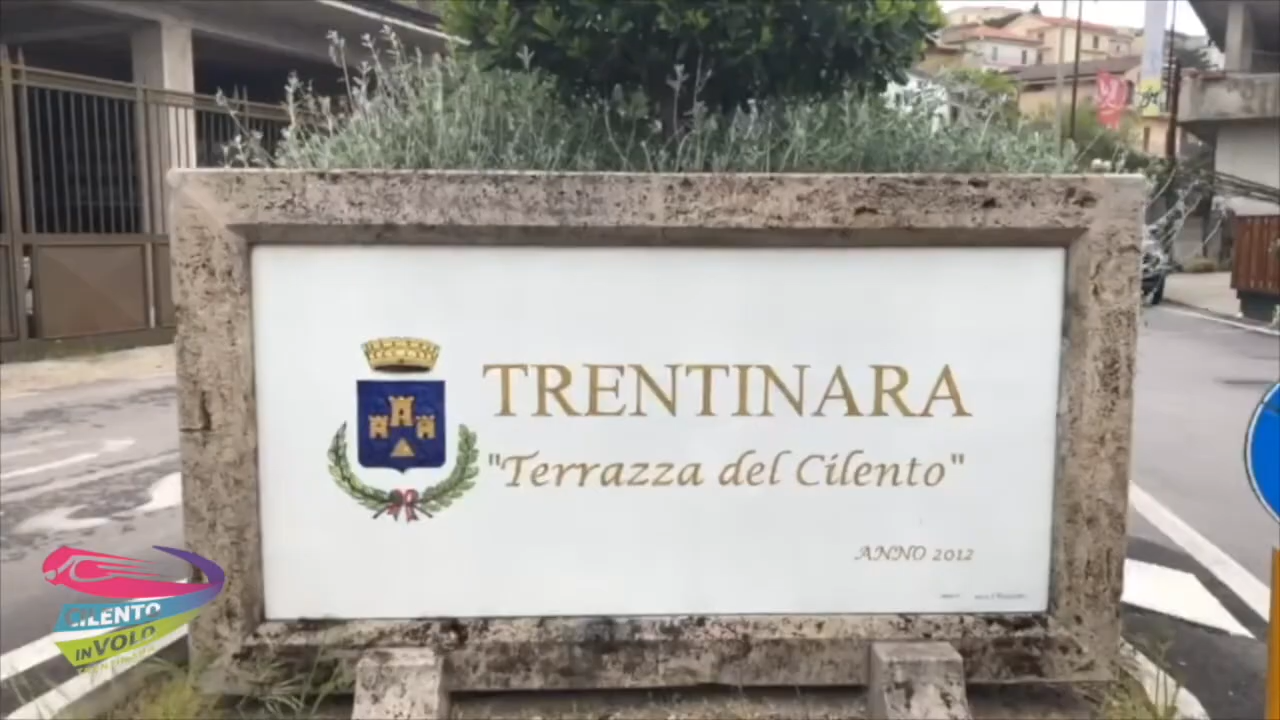 TRENTINARA
"Terrazza del Cilento"
ANNO 2012
CILENTO
IN VOLO